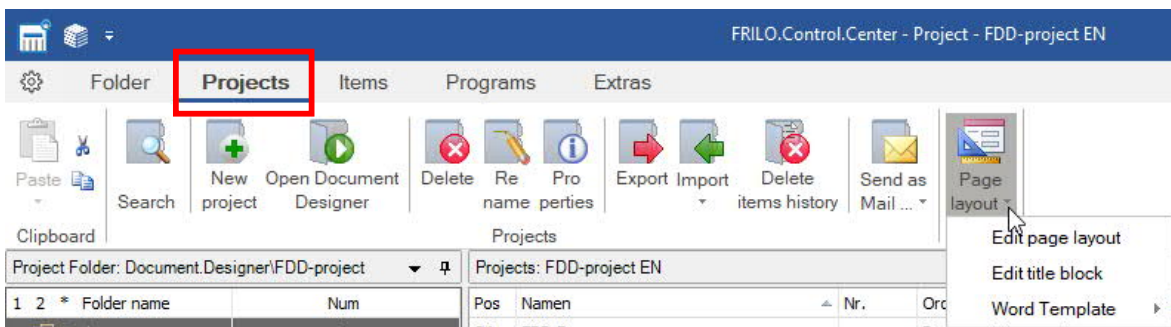 FRILO.Control.Center - Project - FDD-project EN
Folder Projects Items Programs Extras
Paste
Search
New project
Open Document Designer
Delete
Re name
Pro perties
Export
Import
Delete items history
Send as Mail ...
Page layout
Clipboard
Projects
Edit page layout
Edit title block
Word Template
Project Folder: Document.Designer\FDD-project
Projects: FDD-project EN
1 2 * Folder name Num
Pos Namen Nr.